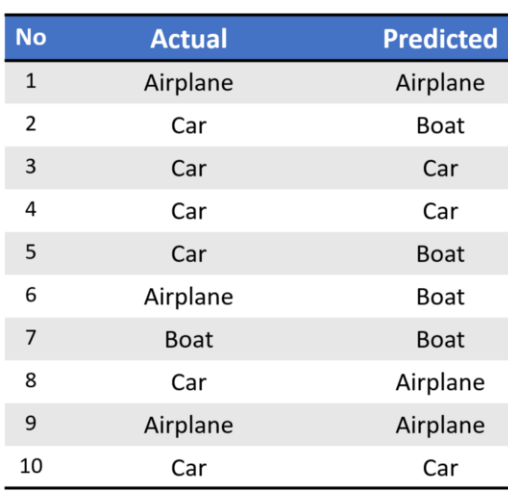 No Actual Predicted
1 Airplane Airplane
2 Car Boat
3 Car Car
4 Car Car
5 Car Boat
6 Airplane Boat
7 Boat Boat
8 Car Airplane
9 Airplane Airplane
10 Car Car